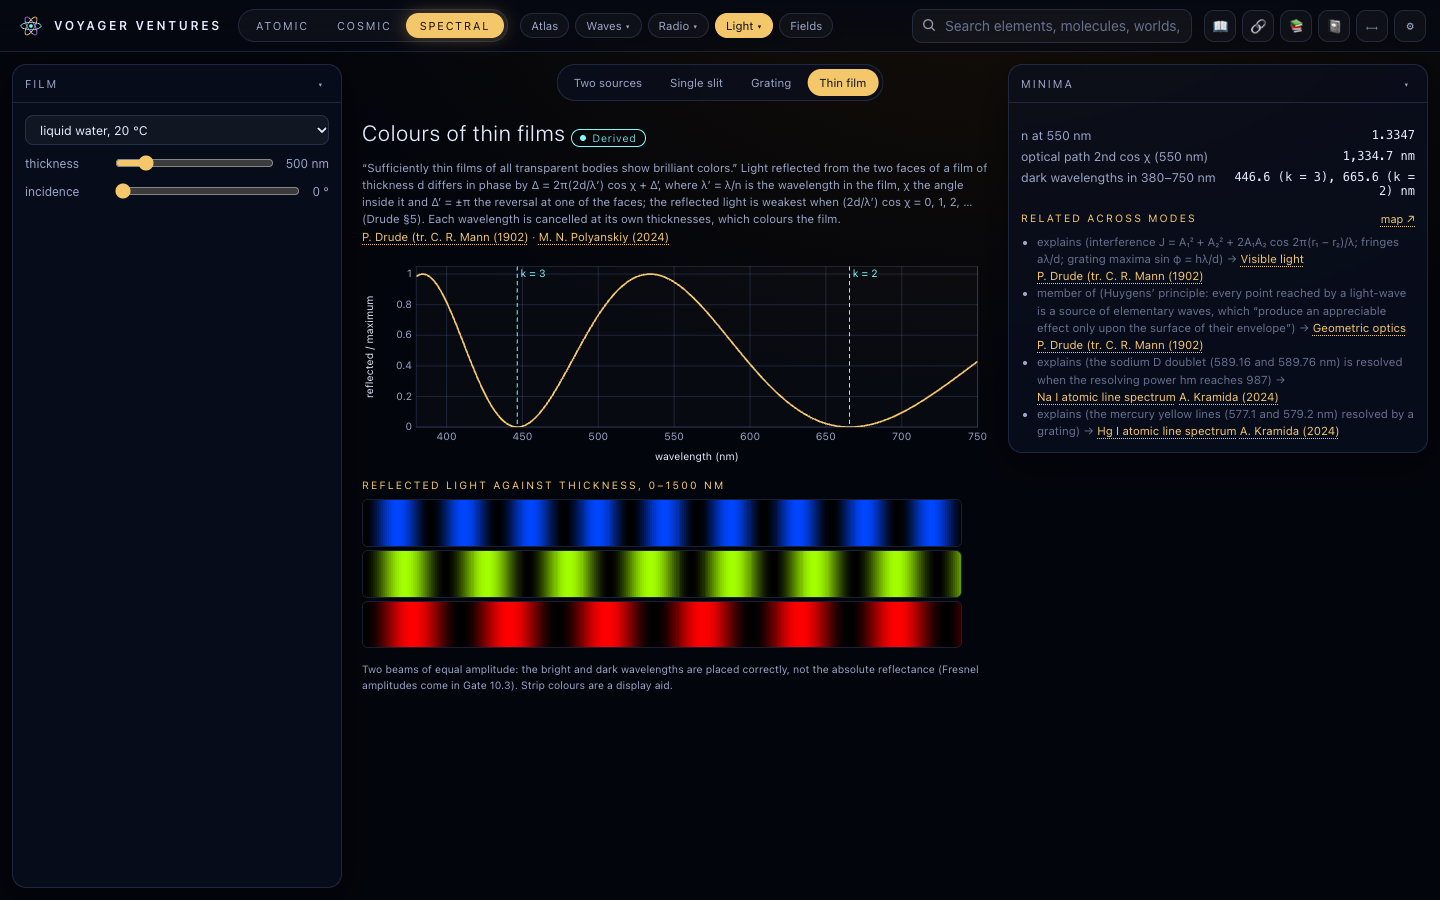 VOYAGER VENTURES
ATOMIC COSMIC SPECTRAL
Atlas Waves ▾ Radio ▾ Light ▾ Fields
Search elements, molecules, worlds,
FILM
liquid water, 20 °C
thickness 500 nm
incidence 0 °
Two sources Single slit Grating Thin film
Colours of thin films Derived
“Sufficiently thin films of all transparent bodies show brilliant colors.” Light reflected from the two faces of a film of
thickness d differs in phase by Δ = 2π(2d/λ′) cos χ + Δ′, where λ′ = λ/n is the wavelength in the film, χ the angle
inside it and Δ′ = ±π the reversal at one of the faces; the reflected light is weakest when (2d/λ′) cos χ = 0, 1, 2, …
(Drude §5). Each wavelength is cancelled at its own thicknesses, which colours the film.
P. Drude (tr. C. R. Mann (1902) · M. N. Polyanskiy (2024)
reflected / maximum
1
0.8
0.6
0.4
0.2
0
k = 3
k = 2
400 450 500 550 600 650 700 750
wavelength (nm)
REFLECTED LIGHT AGAINST THICKNESS, 0–1500 NM
Two beams of equal amplitude: the bright and dark wavelengths are placed correctly, not the absolute reflectance (Fresnel
amplitudes come in Gate 10.3). Strip colours are a display aid.
MINIMA
n at 550 nm 1.3347
optical path 2nd cos χ (550 nm) 1,334.7 nm
dark wavelengths in 380–750 nm 446.6 (k = 3), 665.6 (k =
2) nm
RELATED ACROSS MODES map ↗
• explains (interference J = A₁² + A₂² + 2A₁A₂ cos 2π(r₁ − r₂)/λ; fringes
aλ/d; grating maxima sin φ = hλ/d) → Visible light
P. Drude (tr. C. R. Mann (1902)
• member of (Huygens’ principle: every point reached by a light-wave
is a source of elementary waves, which “produce an appreciable
effect only upon the surface of their envelope”) → Geometric optics
P. Drude (tr. C. R. Mann (1902)
• explains (the sodium D doublet (589.16 and 589.76 nm) is resolved
when the resolving power hm reaches 987) →
Na I atomic line spectrum A. Kramida (2024)
• explains (the mercury yellow lines (577.1 and 579.2 nm) resolved by a
grating) → Hg I atomic line spectrum A. Kramida (2024)